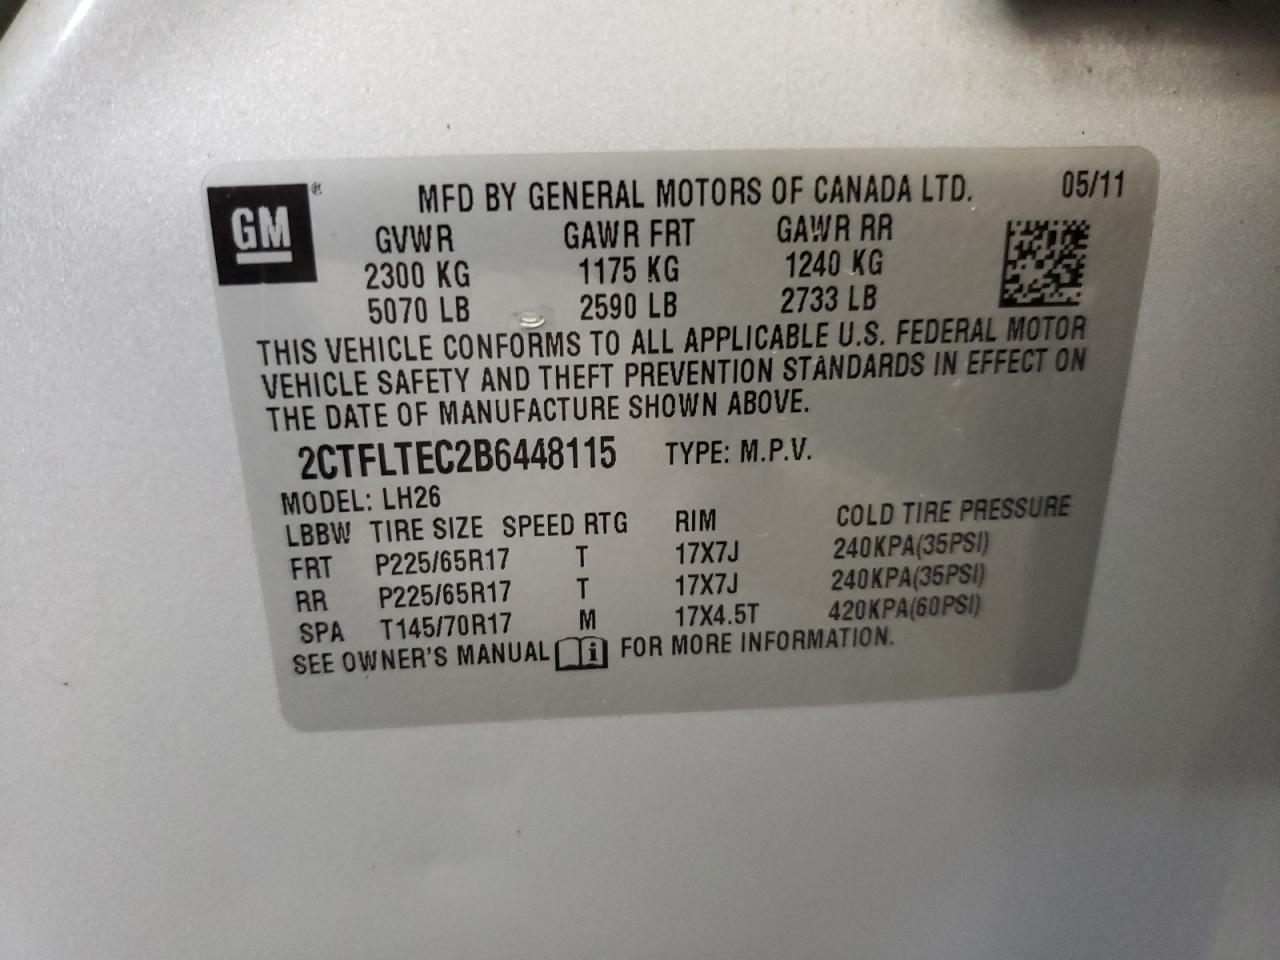 GM ® MFD BY GENERAL MOTORS OF CANADA LTD. 05/11
GVWR GAWR FRT GAWR RR
2300 KG 1175 KG 1240 KG
5070 LB 2590 LB 2733 LB
THIS VEHICLE CONFORMS TO ALL APPLICABLE U.S. FEDERAL MOTOR
VEHICLE SAFETY AND THEFT PREVENTION STANDARDS IN EFFECT ON
THE DATE OF MANUFACTURE SHOWN ABOVE.
2CTFLTEC2B6448115 TYPE: M.P.V.
MODEL: LH26
LBBW TIRE SIZE SPEED RTG RIM COLD TIRE PRESSURE
FRT P225/65R17 T 17X7J 240KPA(35PSI)
RR P225/65R17 T 17X7J 240KPA(35PSI)
SPA T145/70R17 M 17X4.5T 420KPA(60PSI)
SEE OWNER'S MANUAL i FOR MORE INFORMATION.